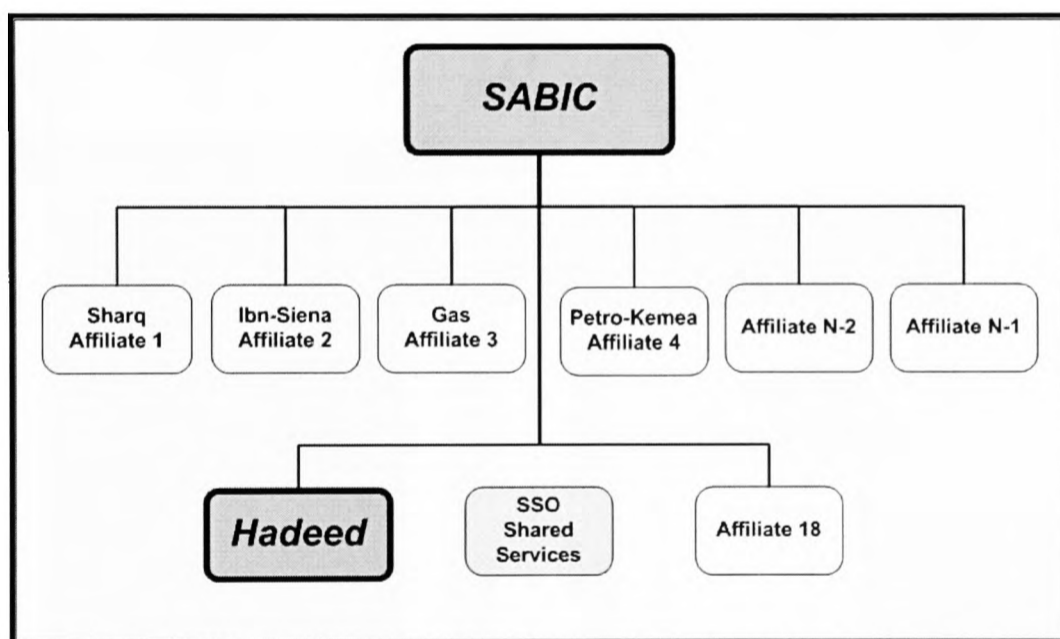 SABIC
Sharq
Affiliate 1
Ibn-Siena
Affiliate 2
Gas
Affiliate 3
Petro-Kemea
Affiliate 4
Affiliate N-2
Affiliate N-1
Hadeed
SSO
Shared
Services
Affiliate 18